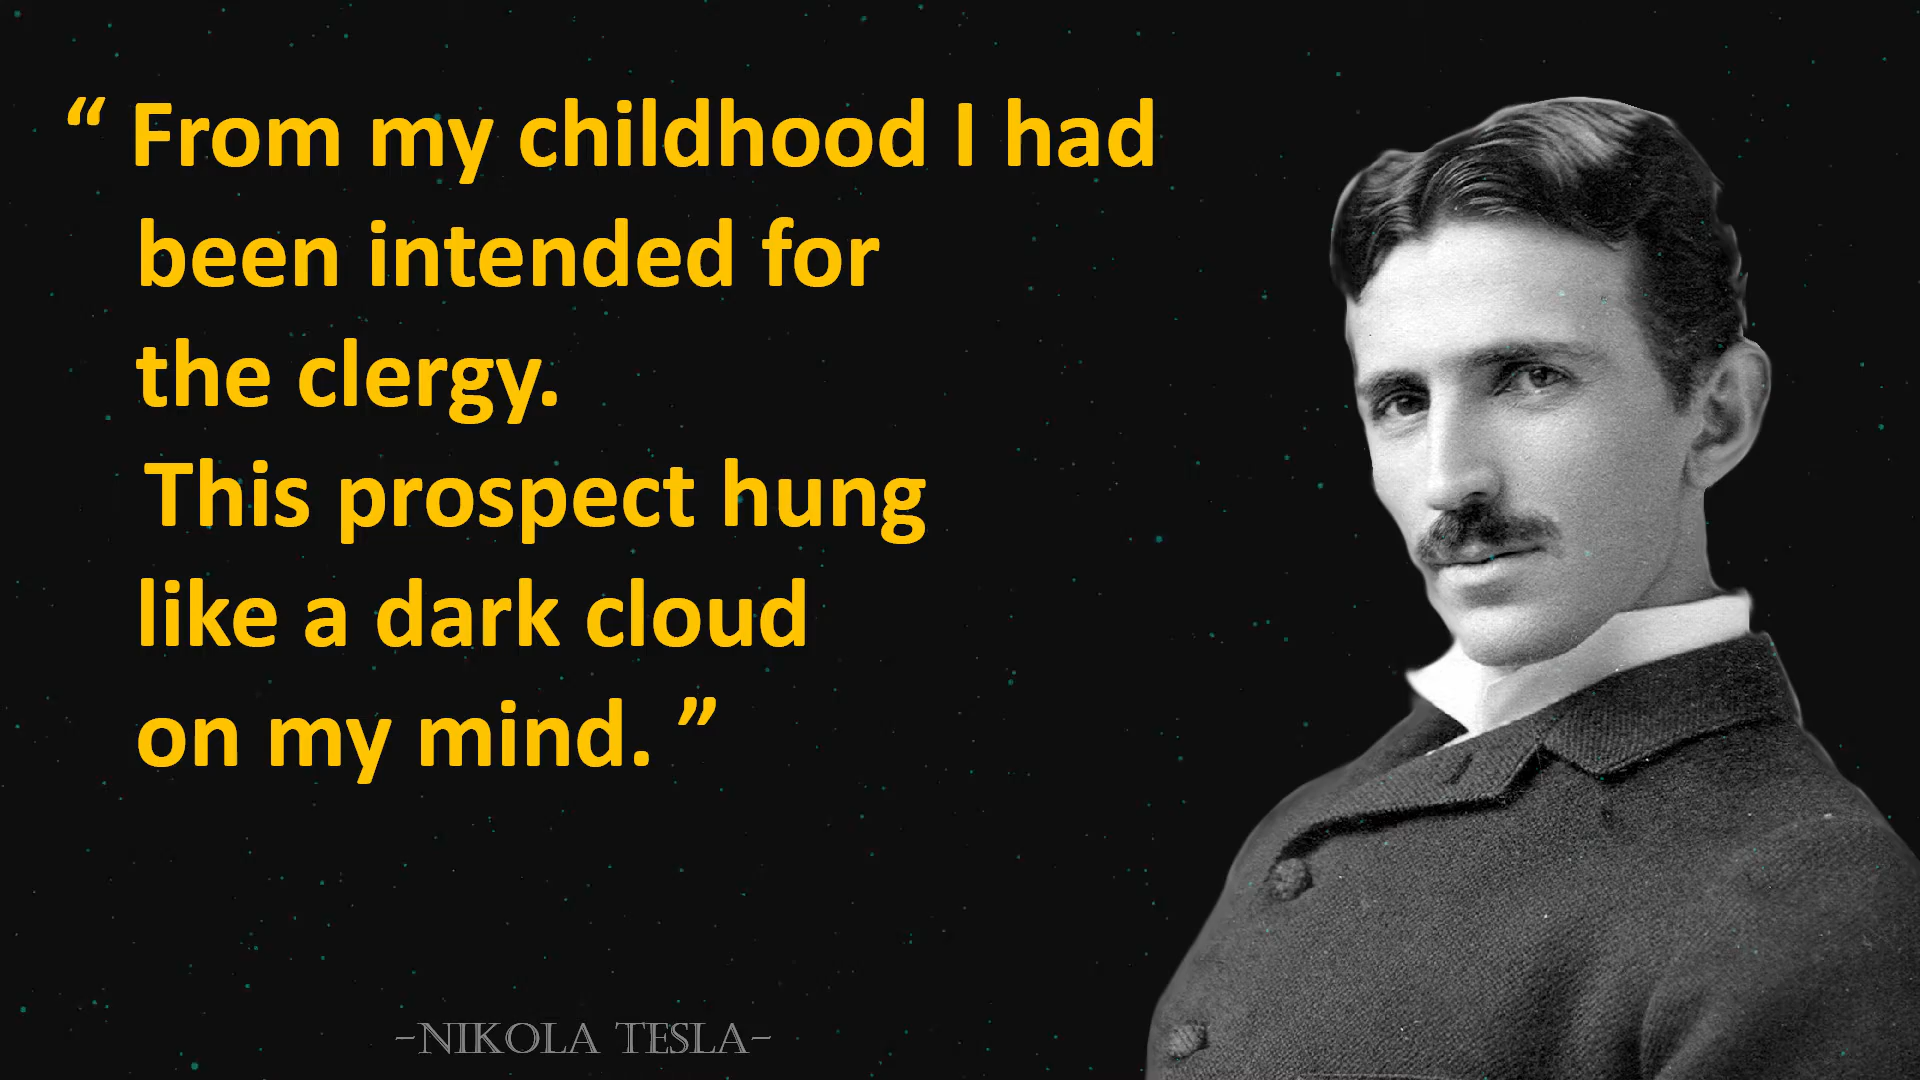 “ From my childhood I had
been intended for
the clergy.
This prospect hung
like a dark cloud
on my mind. ”
-NIKOLA TESLA-